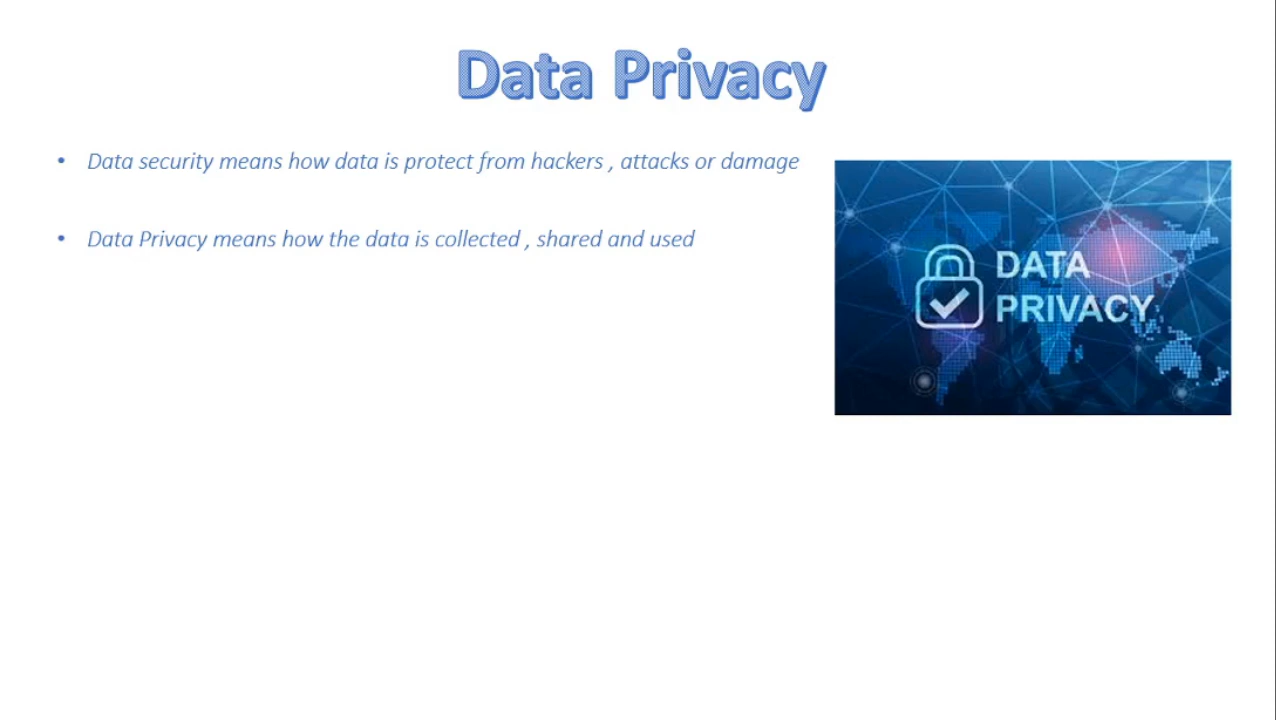 Data Privacy
• Data security means how data is protect from hackers , attacks or damage
• Data Privacy means how the data is collected , shared and used
DATA
PRIVACY